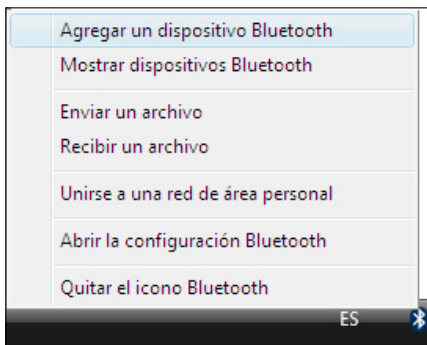 Agregar un dispositivo Bluetooth
Mostrar dispositivos Bluetooth
Enviar un archivo
Recibir un archivo
Unirse a una red de área personal
Abrir la configuración Bluetooth
Quitar el icono Bluetooth
ES